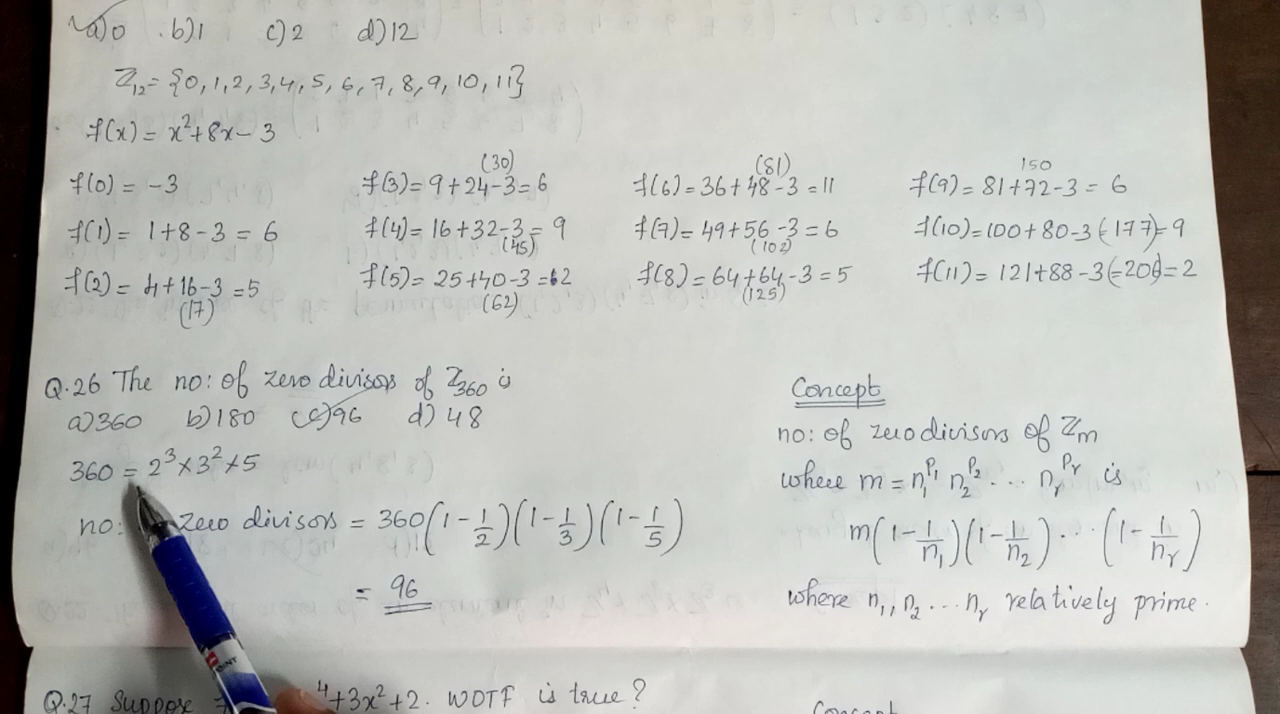 a) 0 b) 1 c) 2 d) 12
Z₁₂ = {0, 1, 2, 3, 4, 5, 6, 7, 8, 9, 10, 11}
f(x) = x² + 8x - 3
f(0) = -3
f(1) = 1+8-3 = 6
f(2) = 4+16-3 = 5
(17)
(30)
f(3) = 9+24-3 = 6
f(4) = 16+32-3 = 9
(45)
f(5) = 25+40-3 = 2
(62)
(81)
f(6) = 36+48-3 = 11
f(7) = 49+56-3 = 6
(102)
f(8) = 64+64-3 = 5
(125)
150
f(9) = 81+72-3 = 6
f(10) = 100+80-3 (=177) = 9
f(11) = 121+88-3 (=206) = 2
Q.26 The no: of zero divisors of Z₃₆₀ is
a) 360 b) 180 c) 96 d) 48
360 = 2³ × 3² × 5
no: zero divisors = 360(1 - 1/2)(1 - 1/3)(1 - 1/5)
= 96
Concept
no: of zero divisors of Zm
where m = n₁^P₁ n₂^P₂ ... nᵣ^Pᵣ is
m(1 - 1/n₁)(1 - 1/n₂) ... (1 - 1/nᵣ)
where n₁, n₂ ... nᵣ relatively prime.
Q.27 Suppose 4+3x²+2. WOTF is true?
Concept